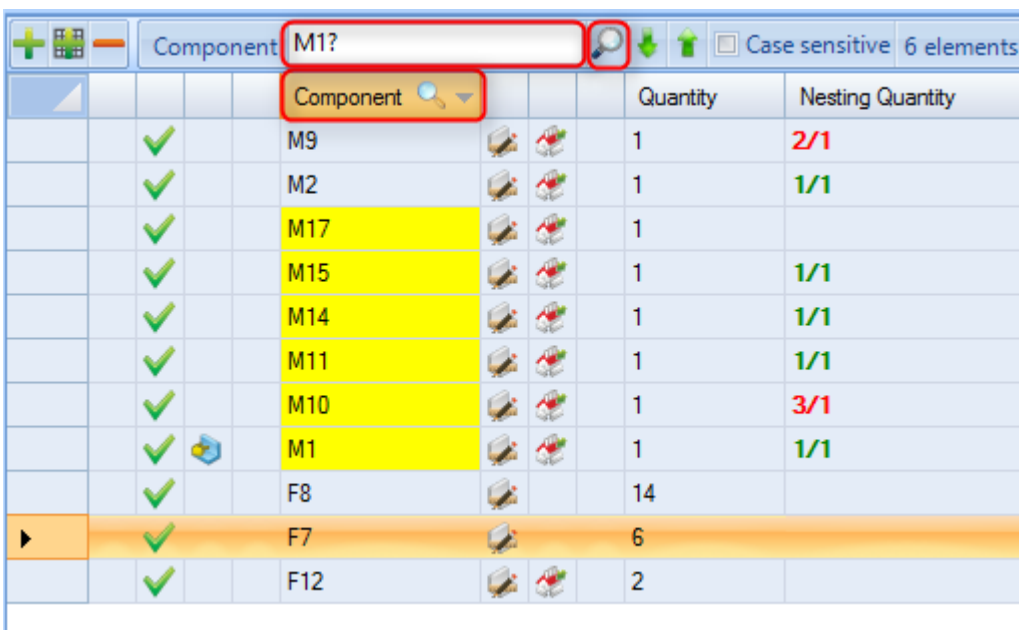 Component M1? Case sensitive 6 elements
Component Quantity Nesting Quantity
M9 1 2/1
M2 1 1/1
M17 1
M15 1 1/1
M14 1 1/1
M11 1 1/1
M10 1 3/1
M1 1 1/1
F8 14
F7 6
F12 2